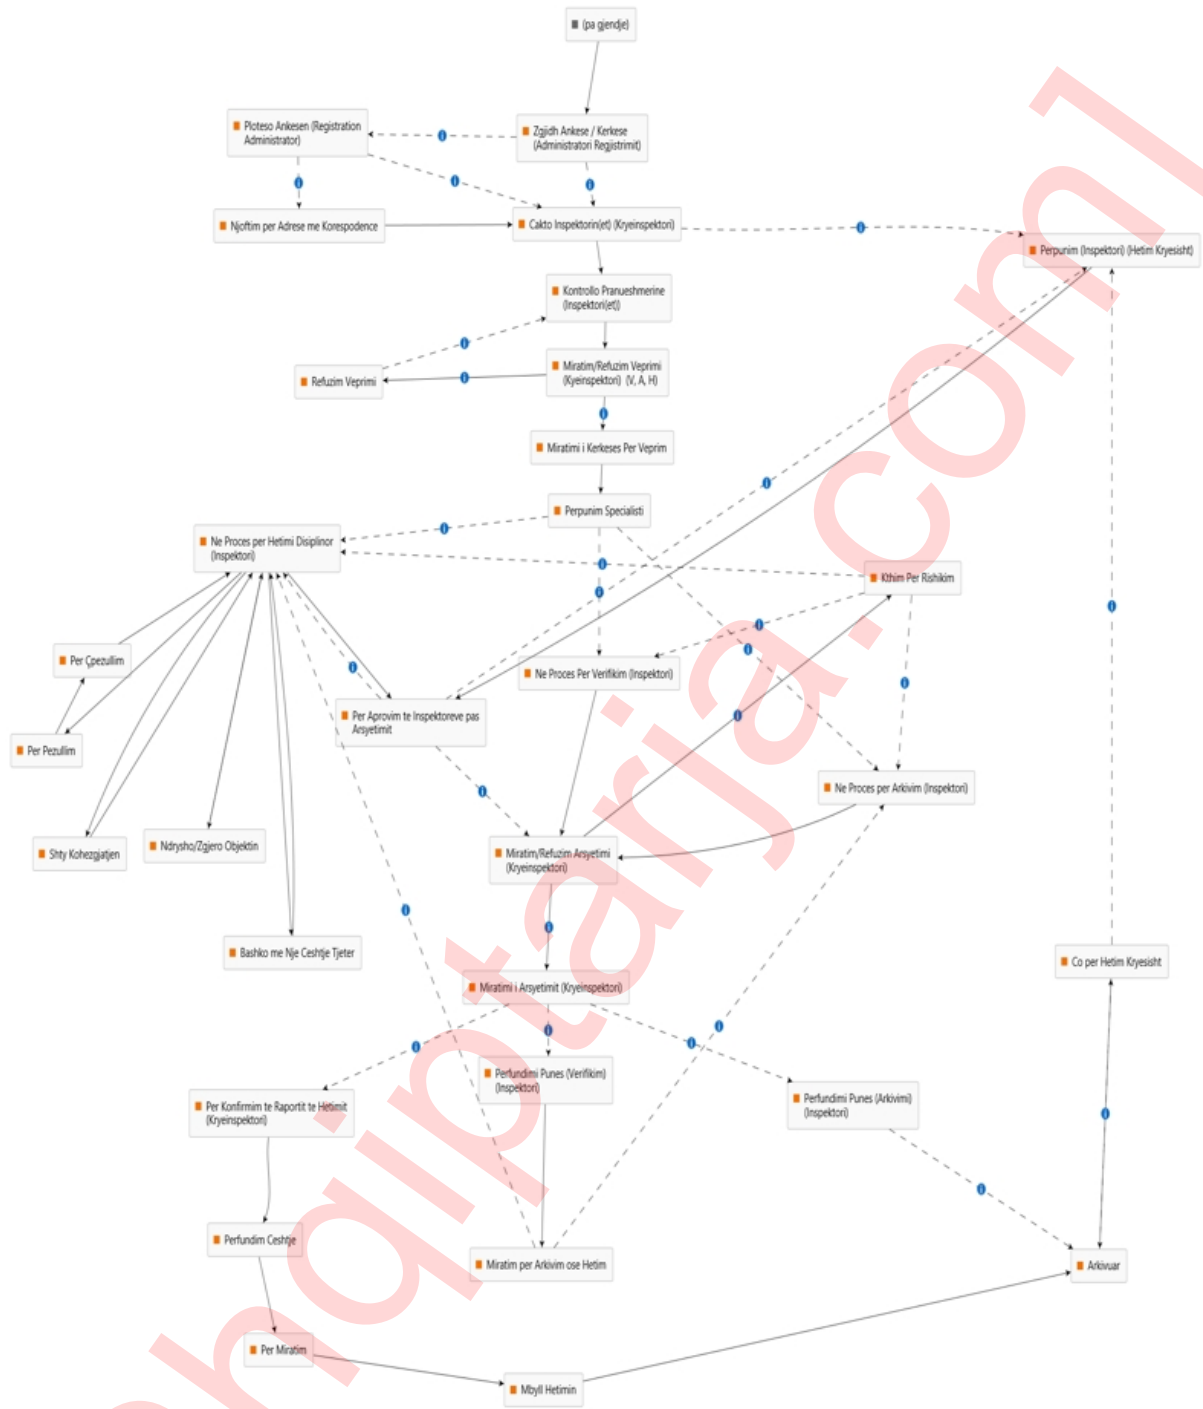 (pa gjendje)
Ploteso Ankesen (Registration
Administrator)
Zgjidh Ankese / Kerkese
(Administratori Regjistrimit)
Njoftim per Adrese me Korespodence
Cakto Inspektorin(et) (Kryeinspektori)
Perpunim (Inspektori) (Hetim Kryesisht)
Kontrollo Pranueshmerine
(Inspektori(et))
Refuzim Veprimi
Miratim/Refuzim Veprimi
(Kyeinspektori) (V, A, H)
Miratimi i Kerkeses Per Veprim
Perpunim Specialisti
Ne Proces per Hetimi Disiplinor
(Inspektori)
Kthim Per Rishikim
Per Çpezullim
Ne Proces Per Verifikim (Inspektori)
Per Aprovim te Inspektoreve pas
Arsyetimit
Per Pezullim
Ne Proces per Arkivim (Inspektori)
Shty Kohezgjatjen
Ndrysho/Zgjero Objektin
Miratim/Refuzim Arsyetimi
(Kryeinspektori)
Bashko me Nje Ceshtje Tjeter
Co per Hetim Kryesisht
Miratimi i Arsyetimit (Kryeinspektori)
Perfundimi Punes (Verifikim)
(Inspektori)
Per Konfirmim te Raportit te Hetimit
(Kryeinspektori)
Perfundimi Punes (Arkivimi)
(Inspektori)
Perfundim Ceshtje
Miratim per Arkivim ose Hetim
Arkivuar
Per Miratim
Mbyll Hetimin
hqiptarja.com